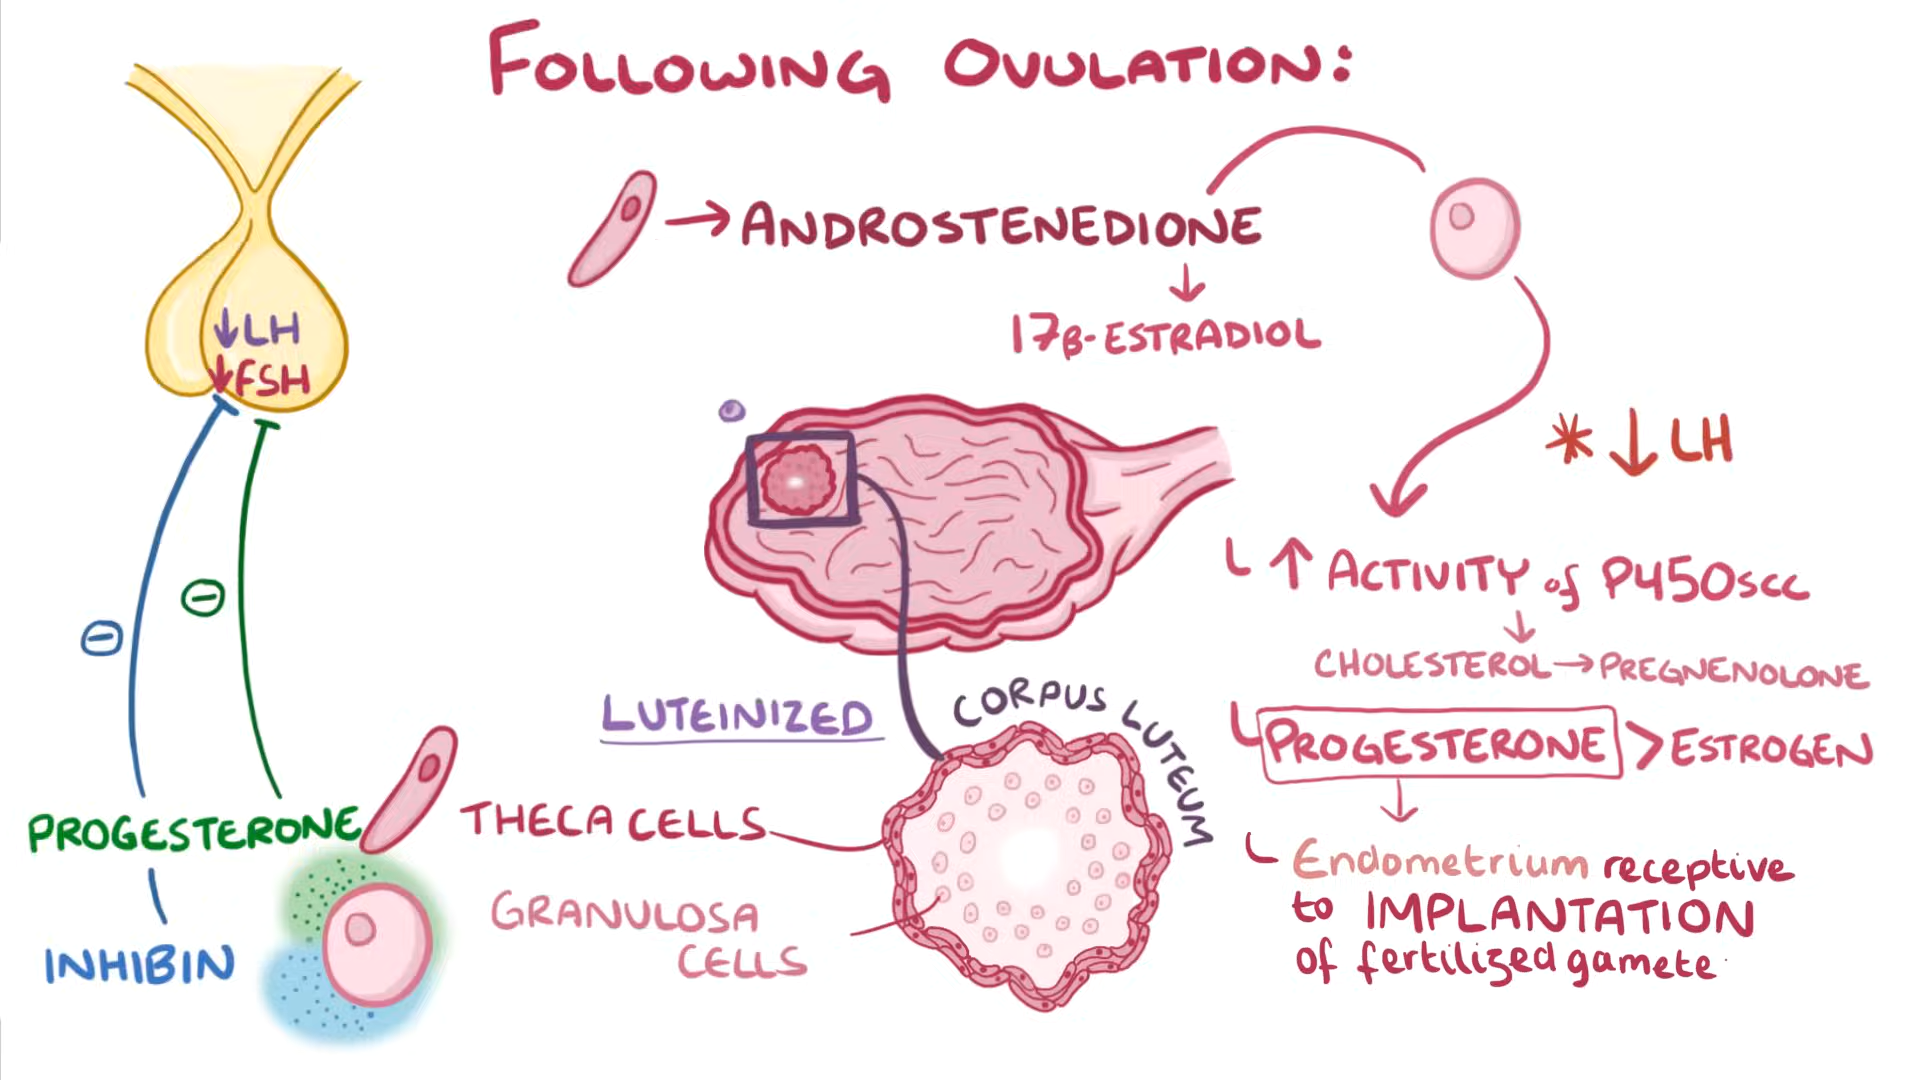 FOLLOWING OVULATION:
→ ANDROSTENEDIONE
↓
17β-ESTRADIOL
↓LH
↓FSH
* ↓ LH
↑ ACTIVITY of P450scc
↓
CHOLESTEROL → PREGNENOLONE
PROGESTERONE > ESTROGEN
↓
Endometrium receptive
to IMPLANTATION
of fertilized gamete
LUTEINIZED
CORPUS LUTEUM
THECA CELLS
GRANULOSA
CELLS
PROGESTERONE
INHIBIN